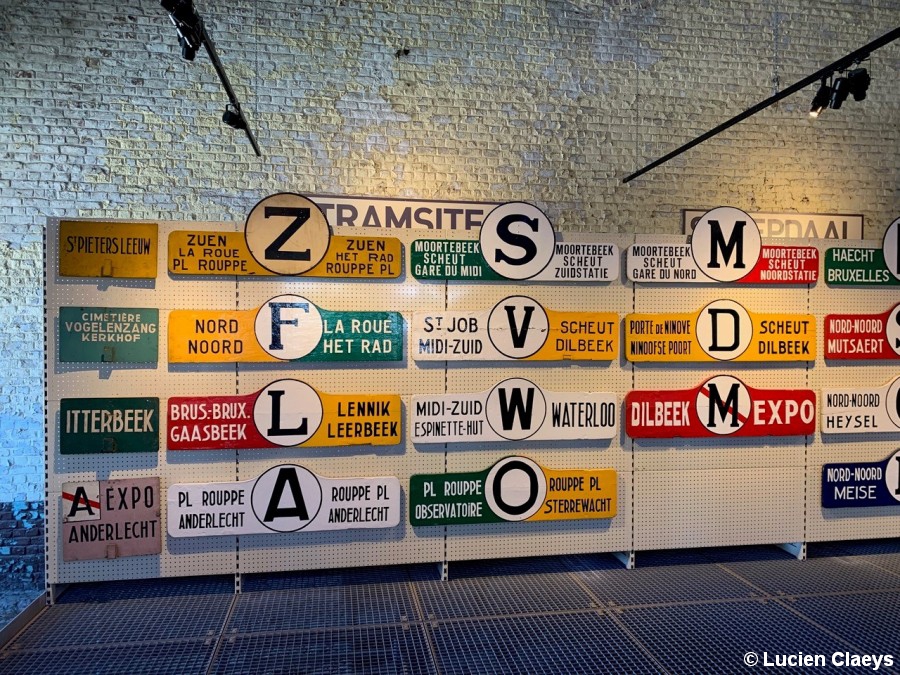 TRAMSITE
ST PIETERS LEEUW
ZUEN
LA ROUE
PL ROUPPE
Z
ZUEN
HET RAD
ROUPPE PL
MOORTEBEEK
SCHEUT
GARE DU MIDI
S
MOORTEBEEK
SCHEUT
ZUIDSTATIE
MOORTEBEEK
SCHEUT
GARE DU NORD
M
MOORTEBEEK
SCHEUT
NOORDSTATIE
HAECHT
BRUXELLES
CIMETIÈRE
VOGELENZANG
KERKHOF
NORD
NOORD
F
LA ROUE
HET RAD
ST JOB
MIDI-ZUID
V
SCHEUT
DILBEEK
PORTE DE NINOVE
NINOOFSE POORT
D
SCHEUT
DILBEEK
NORD-NOORD
MUTSAERT
ITTERBEEK
BRUS-BRUX.
GAASBEEK
L
LENNIK
LEERBEEK
MIDI-ZUID
ESPINETTE-HUT
W
WATERLOO
DILBEEK
M
EXPO
NORD-NOORD
HEYSEL
A EXPO
ANDERLECHT
PL ROUPPE
ANDERLECHT
A
ROUPPE PL
ANDERLECHT
PL ROUPPE
OBSERVATOIRE
O
ROUPPE PL
STERREWACHT
NORD-NOORD
MEISE
© Lucien Claeys